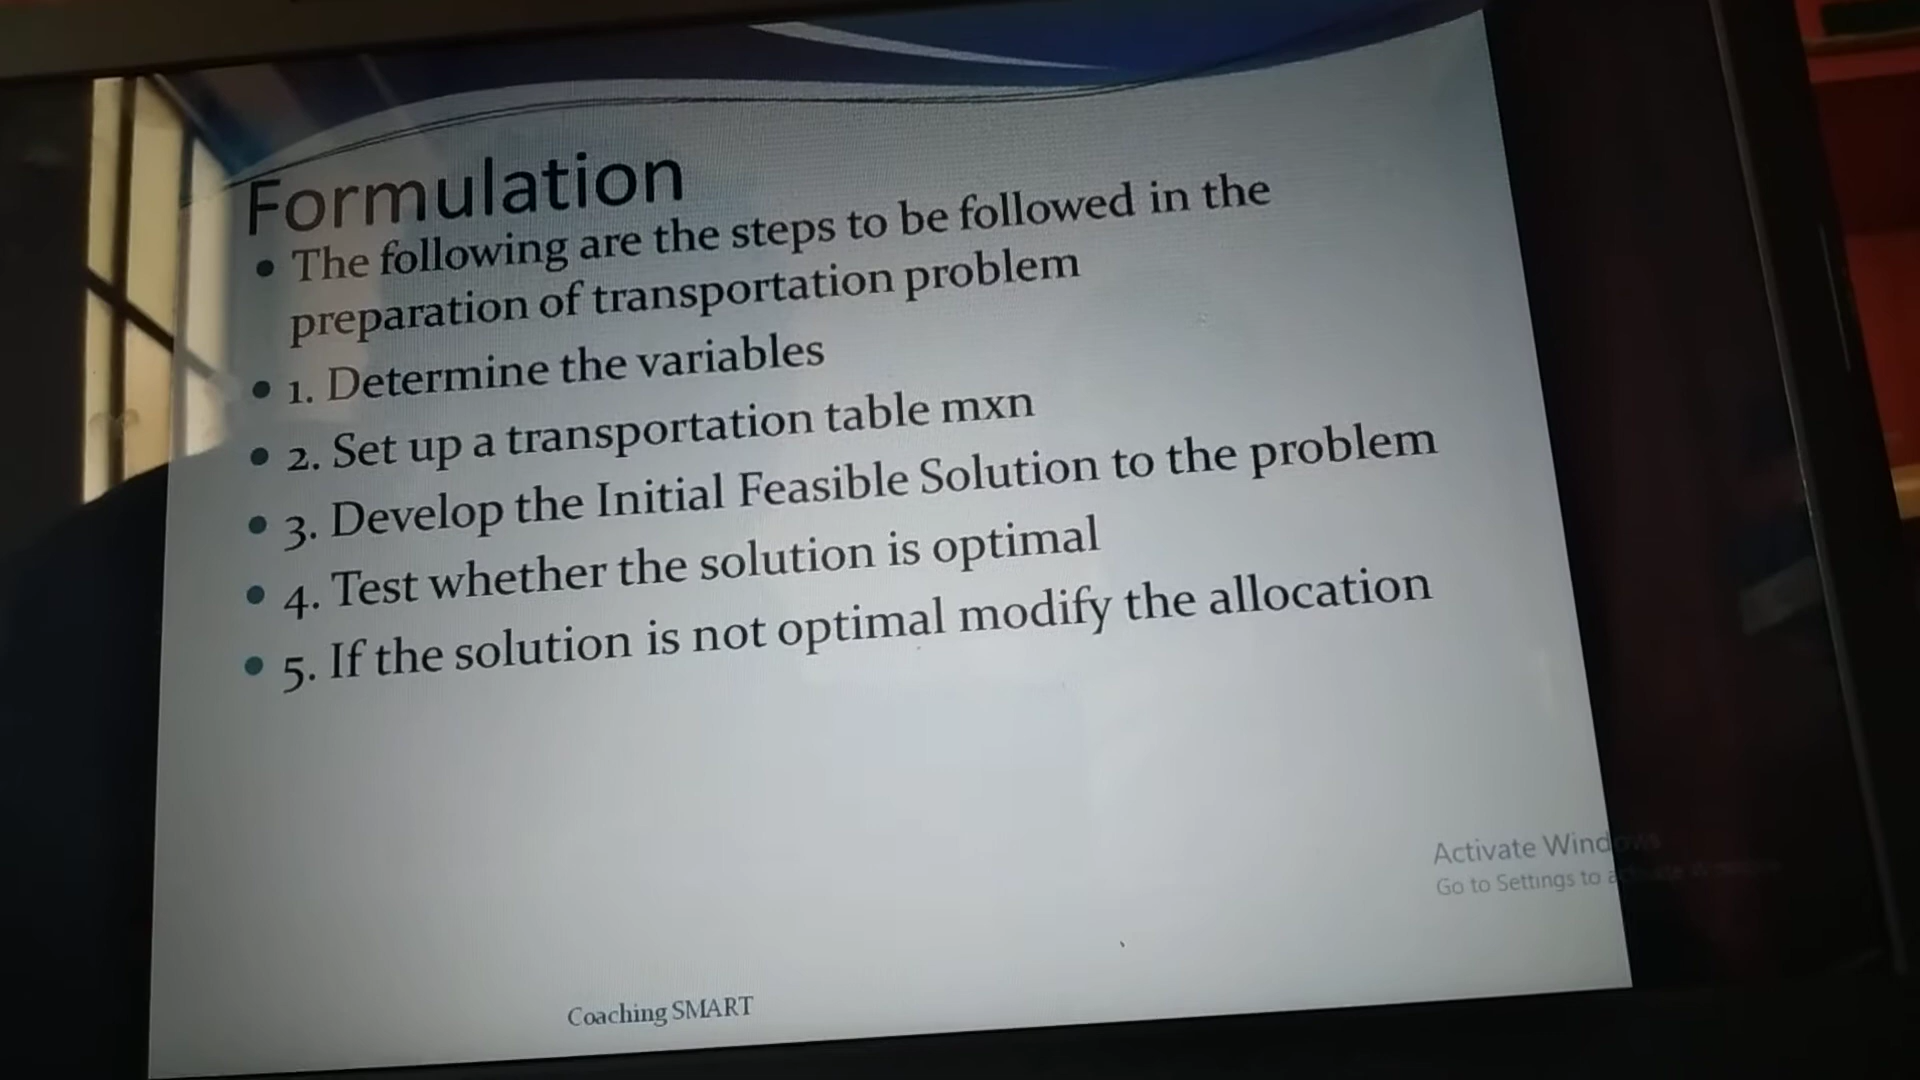 Formulation
• The following are the steps to be followed in the
preparation of transportation problem
• 1. Determine the variables
• 2. Set up a transportation table mxn
• 3. Develop the Initial Feasible Solution to the problem
• 4. Test whether the solution is optimal
• 5. If the solution is not optimal modify the allocation
Activate Windows
Go to Settings to
Coaching SMART